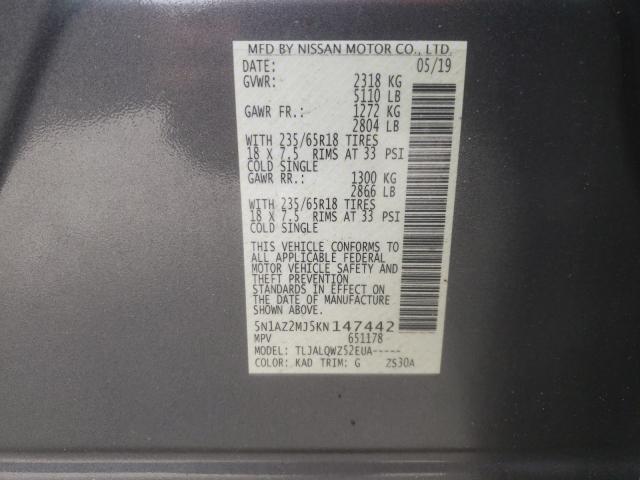 MFD BY NISSAN MOTOR CO., LTD.
DATE: 05/19
GVWR: 2318 KG
5110 LB
GAWR FR.: 1272 KG
2804 LB
WITH 235/65R18 TIRES
18 X 7.5 RIMS AT 33 PSI
COLD SINGLE
GAWR RR.: 1300 KG
2866 LB
WITH 235/65R18 TIRES
18 X 7.5 RIMS AT 33 PSI
COLD SINGLE
THIS VEHICLE CONFORMS TO
ALL APPLICABLE FEDERAL
MOTOR VEHICLE SAFETY AND
THEFT PREVENTION
STANDARDS IN EFFECT ON
THE DATE OF MANUFACTURE
SHOWN ABOVE.
5N1AZ2MJ5KN147442
MPV 651178
MODEL: TLJALQWZ52EUA-----
COLOR: KAD TRIM: G ZS30A